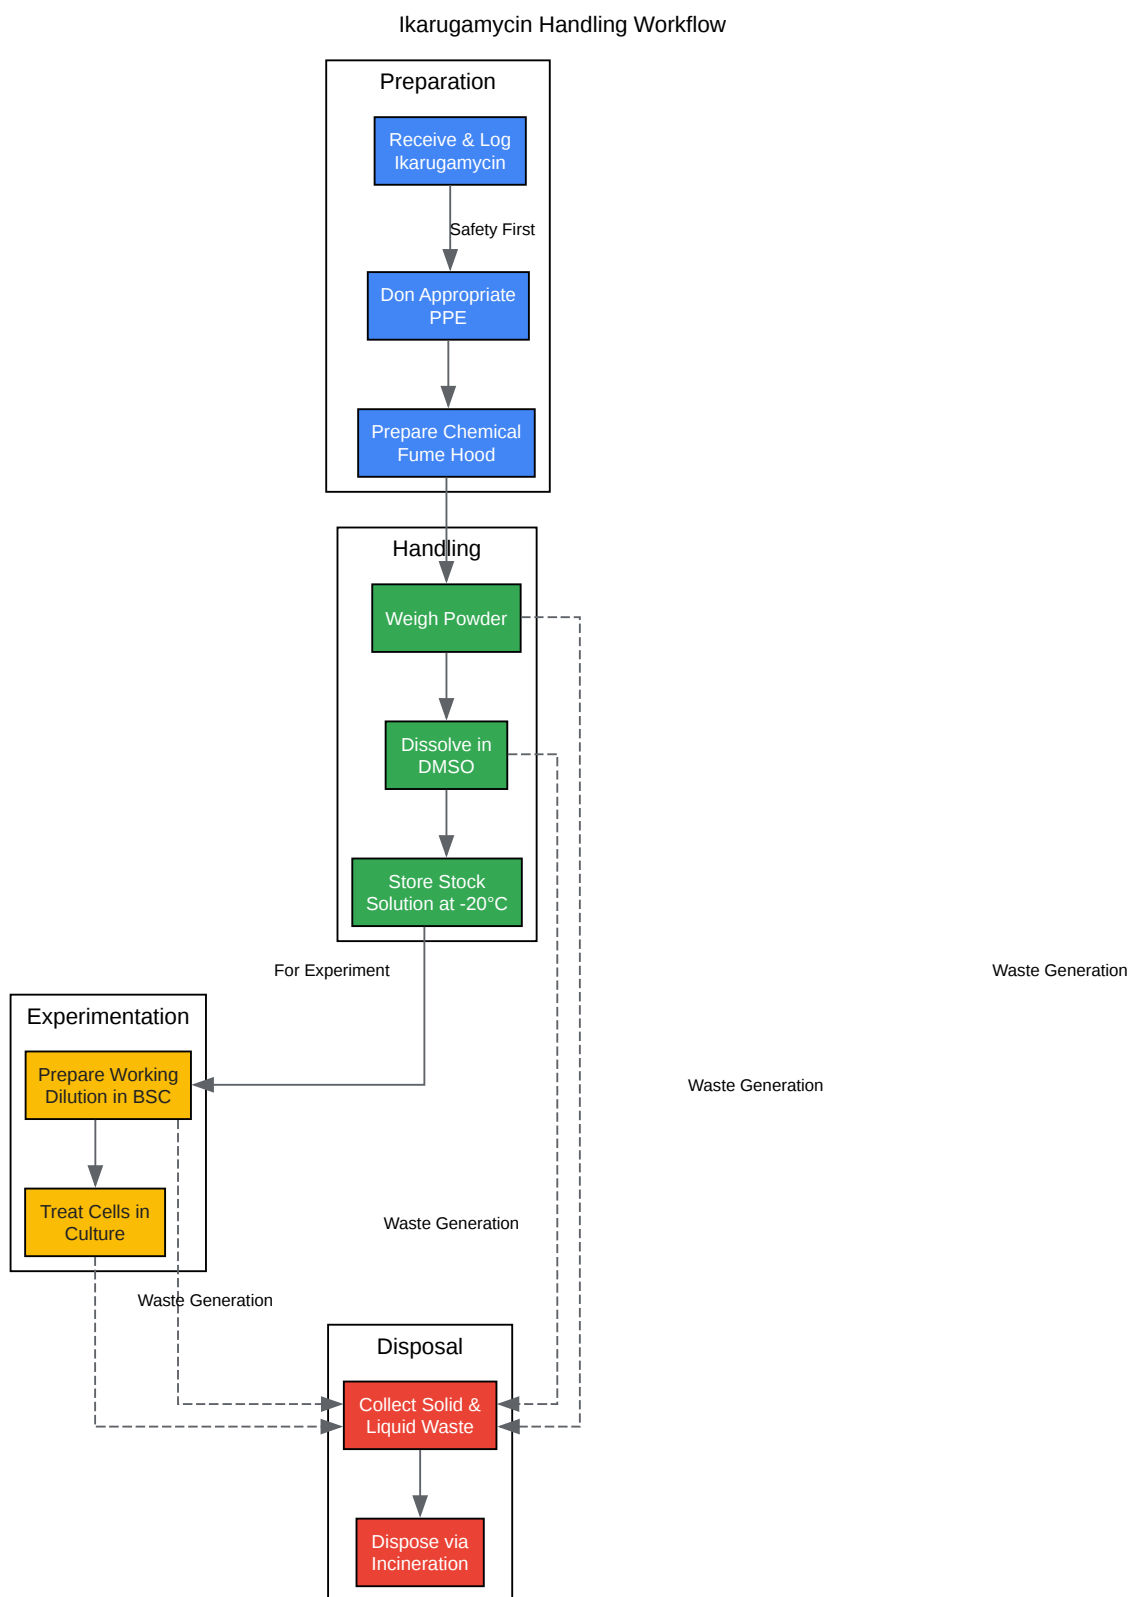 Ikarugamycin Handling Workflow
Preparation
Receive & Log
Ikarugamycin
Safety First
Don Appropriate
PPE
Prepare Chemical
Fume Hood
Handling
Weigh Powder
Dissolve in
DMSO
Store Stock
Solution at -20°C
For Experiment
Waste Generation
Experimentation
Prepare Working
Dilution in BSC
Waste Generation
Treat Cells in
Culture
Waste Generation
Waste Generation
Disposal
Collect Solid &
Liquid Waste
Dispose via
Incineration